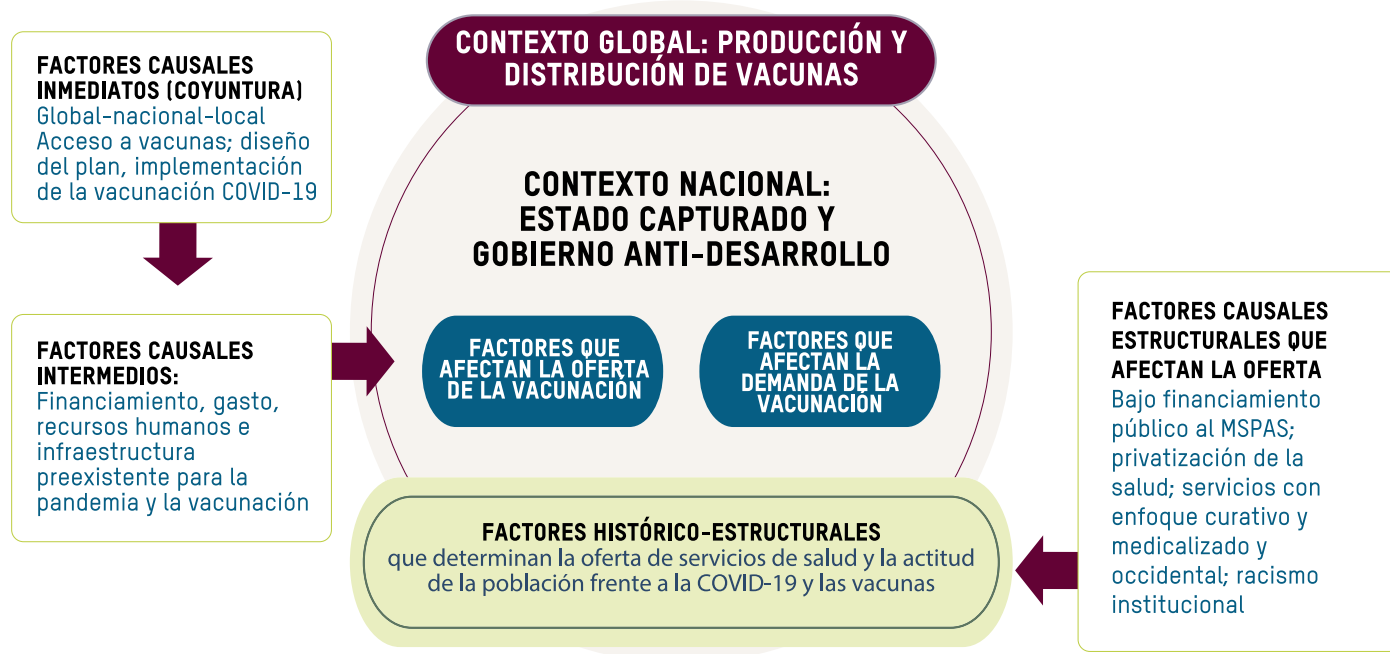 CONTEXTO GLOBAL: PRODUCCIÓN Y
DISTRIBUCIÓN DE VACUNAS
FACTORES CAUSALES
INMEDIATOS (COYUNTURA)
Global-nacional-local
Acceso a vacunas; diseño
del plan, implementación
de la vacunación COVID-19
CONTEXTO NACIONAL:
ESTADO CAPTURADO Y
GOBIERNO ANTI-DESARROLLO
FACTORES CAUSALES
INTERMEDIOS:
Financiamiento, gasto,
recursos humanos e
infraestructura
preexistente para la
pandemia y la vacunación
FACTORES QUE
AFECTAN LA OFERTA
DE LA VACUNACIÓN
FACTORES QUE
AFECTAN LA
DEMANDA DE LA
VACUNACIÓN
FACTORES CAUSALES
ESTRUCTURALES QUE
AFECTAN LA OFERTA
Bajo financiamiento
público al MSPAS;
privatización de la
salud; servicios con
enfoque curativo y
medicalizado y
occidental; racismo
institucional
FACTORES HISTÓRICO-ESTRUCTURALES
que determinan la oferta de servicios de salud y la actitud
de la población frente a la COVID-19 y las vacunas